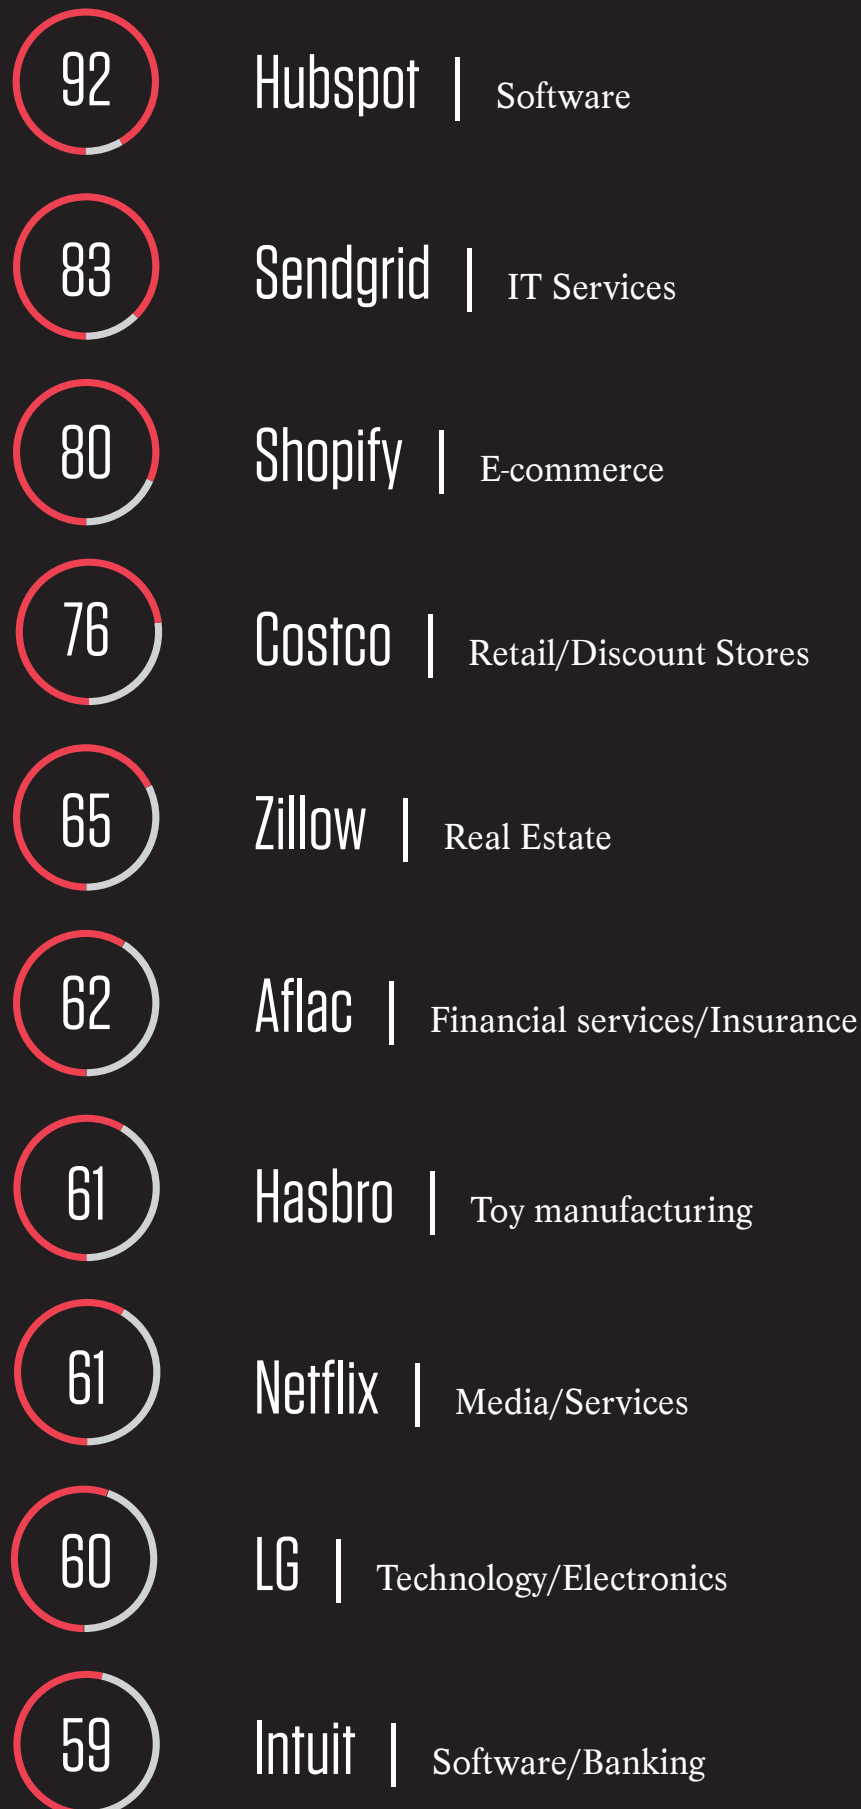 92 Hubspot | Software
83 Sendgrid | IT Services
80 Shopify | E-commerce
76 Costco | Retail/Discount Stores
65 Zillow | Real Estate
62 Aflac | Financial services/Insurance
61 Hasbro | Toy manufacturing
61 Netflix | Media/Services
60 LG | Technology/Electronics
59 Intuit | Software/Banking